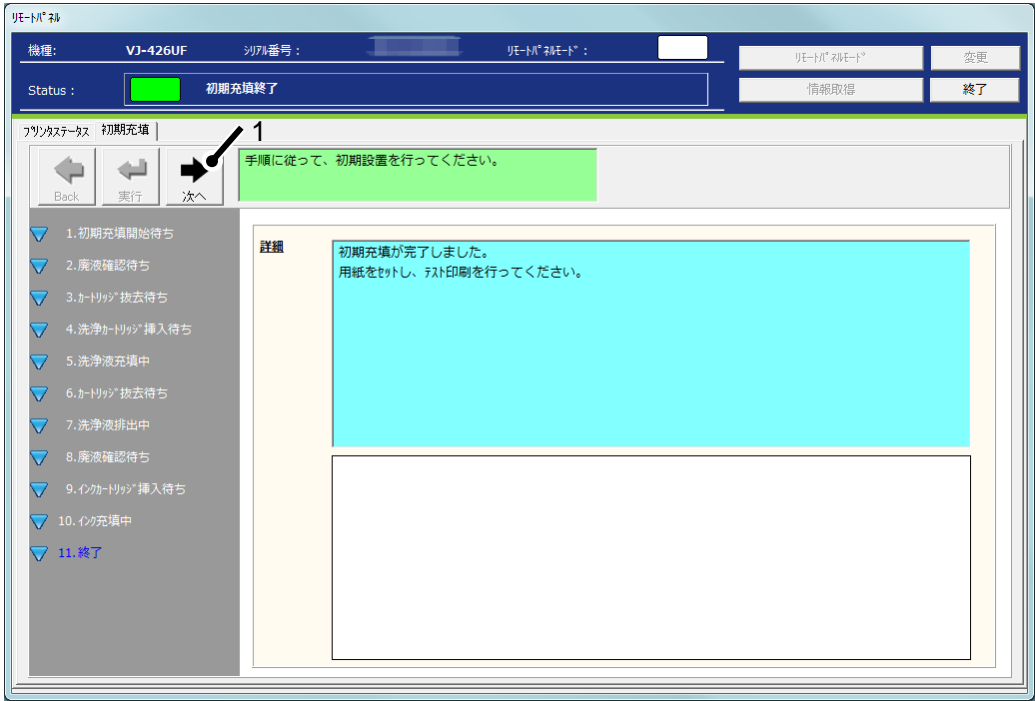 ﾘﾓｰﾄﾊﾟﾈﾙ
機種: VJ-426UF ｼﾘｱﾙ番号： ﾘﾓｰﾄﾊﾟﾈﾙﾓｰﾄﾞ： ﾘﾓｰﾄﾊﾟﾈﾙﾓｰﾄﾞ 変更
Status： 初期充填終了 情報取得 終了
ﾌﾟﾘﾝﾀｽﾃｰﾀｽ 初期充填 1
Back 実行 次へ 手順に従って、初期設置を行ってください。
1.初期充填開始待ち
2.廃液確認待ち
3.ｶｰﾄﾘｯｼﾞ抜去待ち
4.洗浄ｶｰﾄﾘｯｼﾞ挿入待ち
5.洗浄液充填中
6.ｶｰﾄﾘｯｼﾞ抜去待ち
7.洗浄液排出中
8.廃液確認待ち
9.ｲﾝｸｶｰﾄﾘｯｼﾞ挿入待ち
10.ｲﾝｸ充填中
11.終了
詳細
初期充填が完了しました。
用紙をｾｯﾄし、ﾃｽﾄ印刷を行ってください。